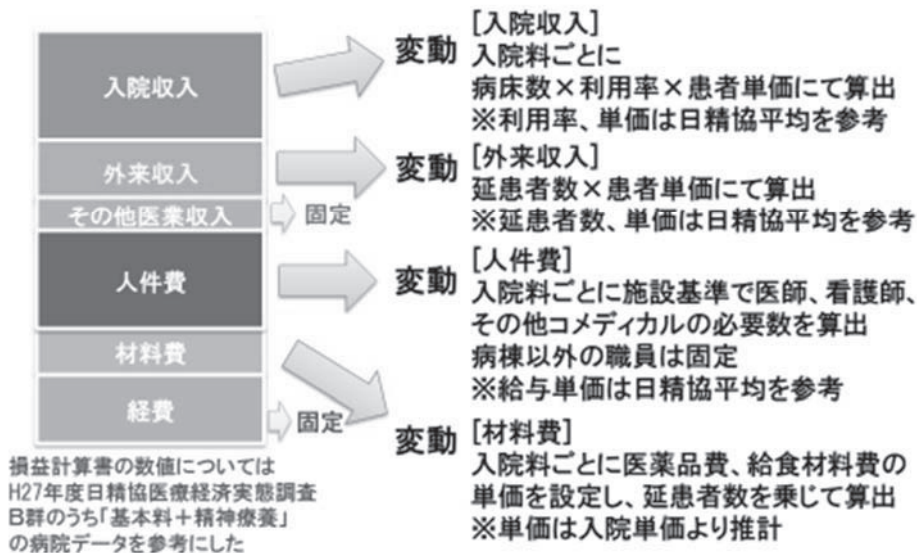 入院収入
外来収入
その他医業収入
固定
人件費
材料費
経費
固定
損益計算書の数値については
H27年度日精協医療経済実態調査
B群のうち「基本料＋精神療養」
の病院データを参考にした
変動
[入院収入]
入院料ごとに
病床数×利用率×患者単価にて算出
※利用率、単価は日精協平均を参考
変動
[外来収入]
延患者数×患者単価にて算出
※延患者数、単価は日精協平均を参考
変動
[人件費]
入院料ごとに施設基準で医師、看護師、
その他コメディカルの必要数を算出
病棟以外の職員は固定
※給与単価は日精協平均を参考
変動
[材料費]
入院料ごとに医薬品費、給食材料費の
単価を設定し、延患者数を乗じて算出
※単価は入院単価より推計